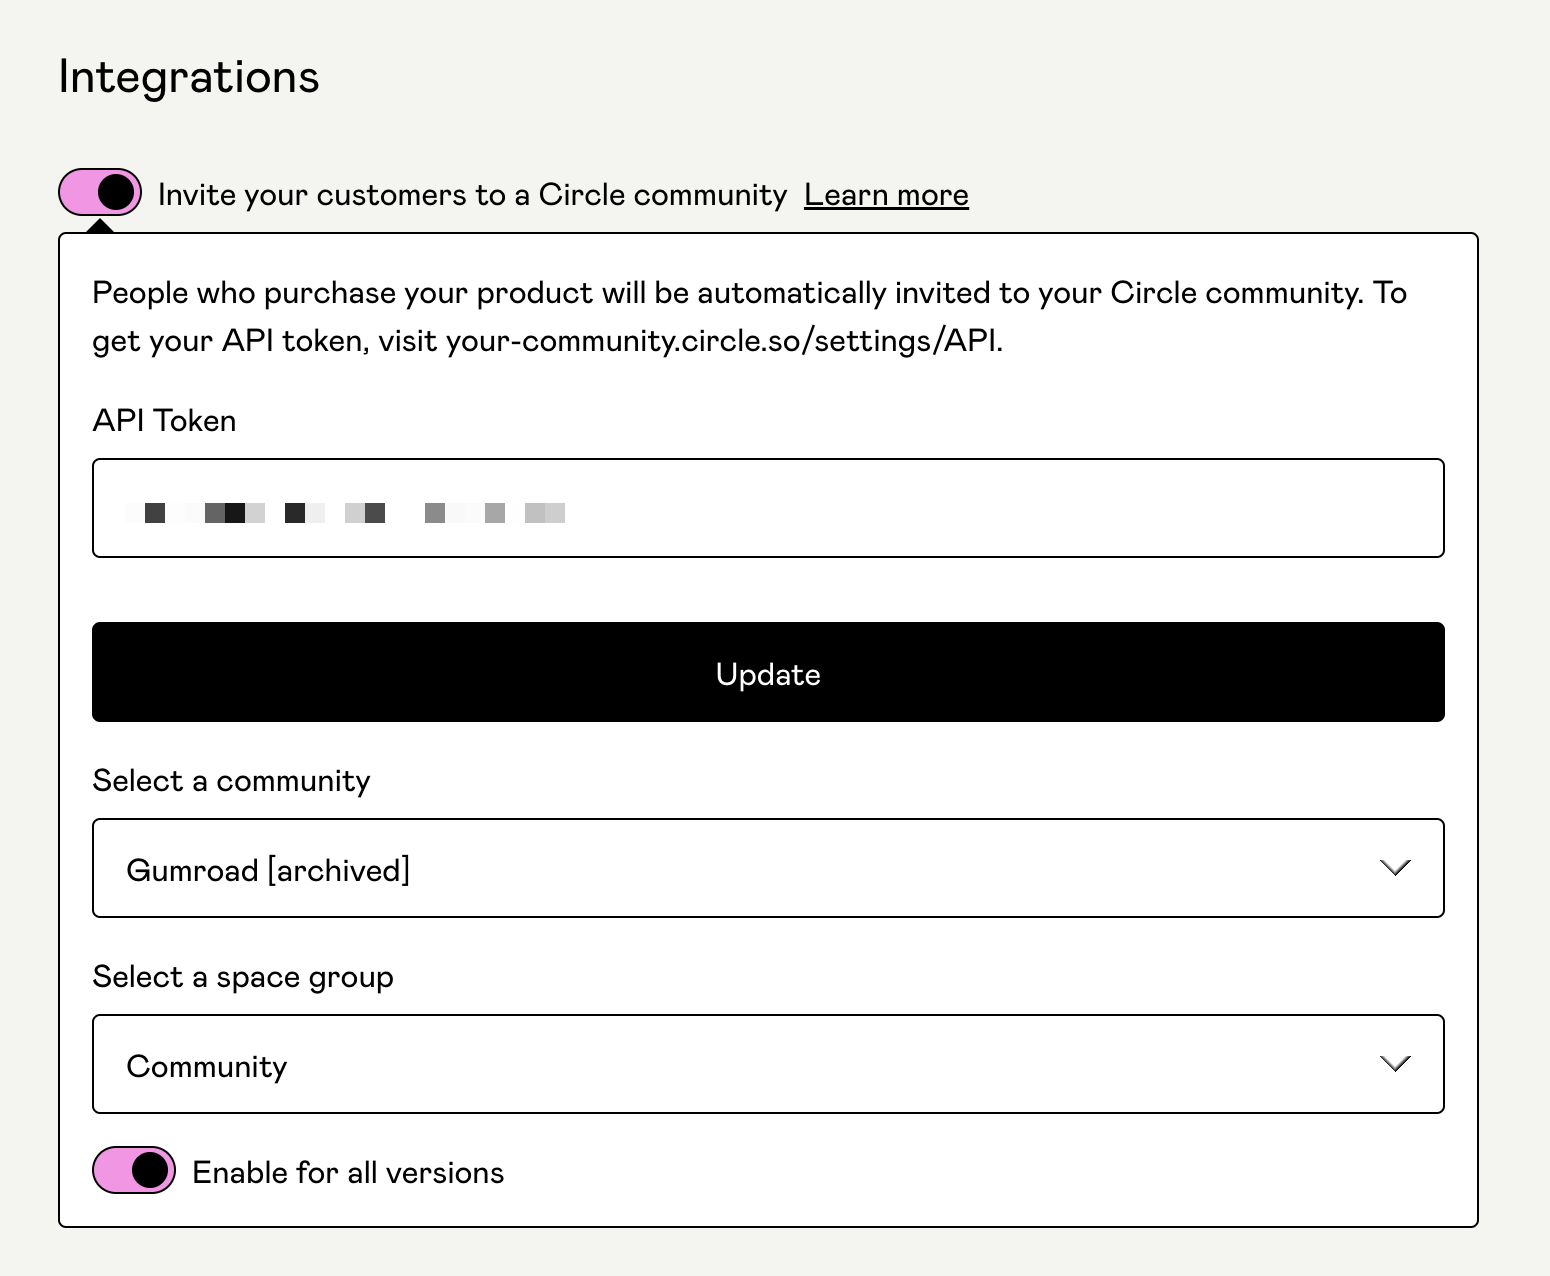 Integrations
Invite your customers to a Circle community Learn more
People who purchase your product will be automatically invited to your Circle community. To
get your API token, visit your-community.circle.so/settings/API.
API Token
Update
Select a community
Gumroad [archived]
Select a space group
Community
Enable for all versions